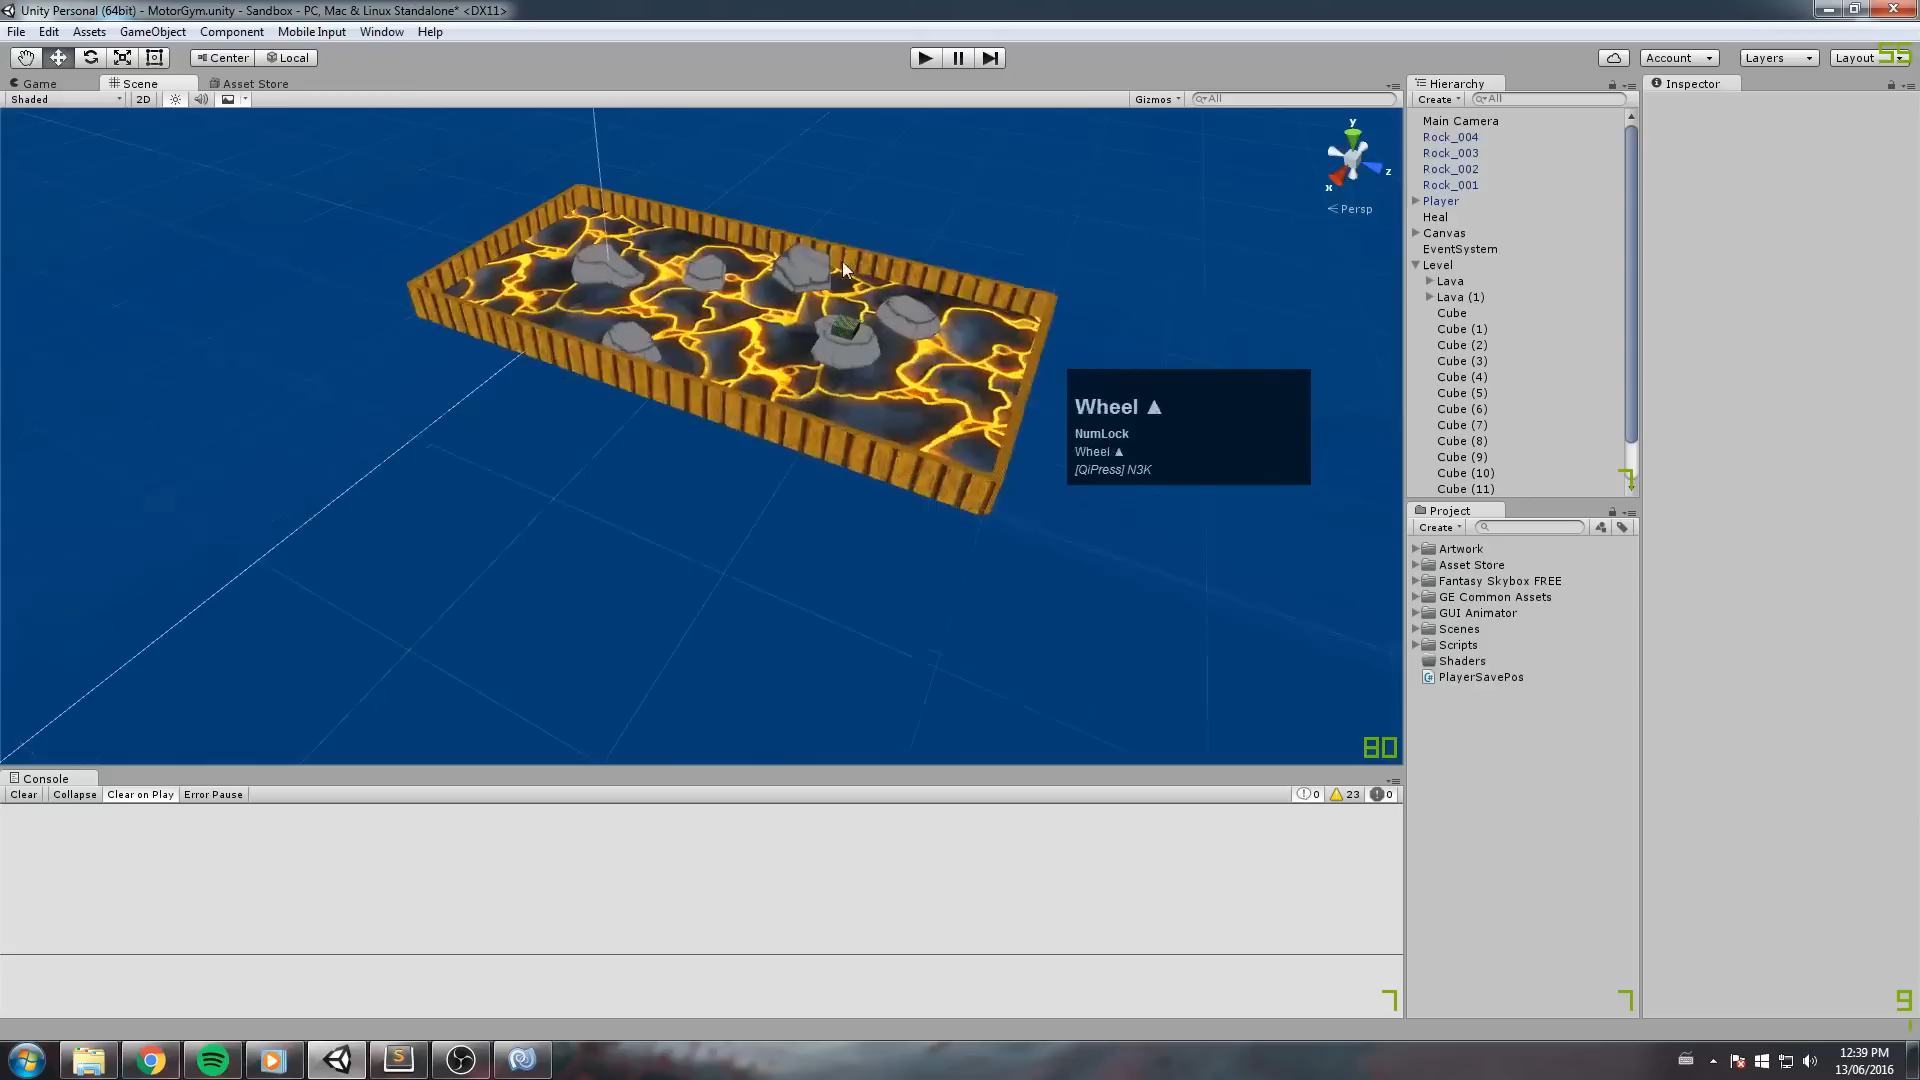 Unity Personal (64bit) - MotorGym.unity - Sandbox - PC, Mac & Linux Standalone* <DX11>
File Edit Assets GameObject Component Mobile Input Window Help
Center Local Account Layers Layout 55
Game Scene Asset Store Hierarchy Inspector
Shaded 2D Gizmos All Create All
Main Camera
Rock_004
Rock_003
Rock_002
Rock_001
Player
Heal
Canvas
EventSystem
Level
Lava
Lava (1)
Cube
Cube (1)
Cube (2)
Cube (3)
Cube (4)
Cube (5)
Cube (6)
Cube (7)
Cube (8)
Cube (9)
Cube (10)
Cube (11)
y
z
x
Persp
Wheel ▲
NumLock
Wheel ▲
[QiPress] N3K
7
Project
Create
Artwork
Asset Store
Fantasy Skybox FREE
GE Common Assets
GUI Animator
Scenes
Scripts
Shaders
PlayerSavePos
80
Console
Clear Collapse Clear on Play Error Pause 0 23 0
7 7 9
12:39 PM
13/06/2016